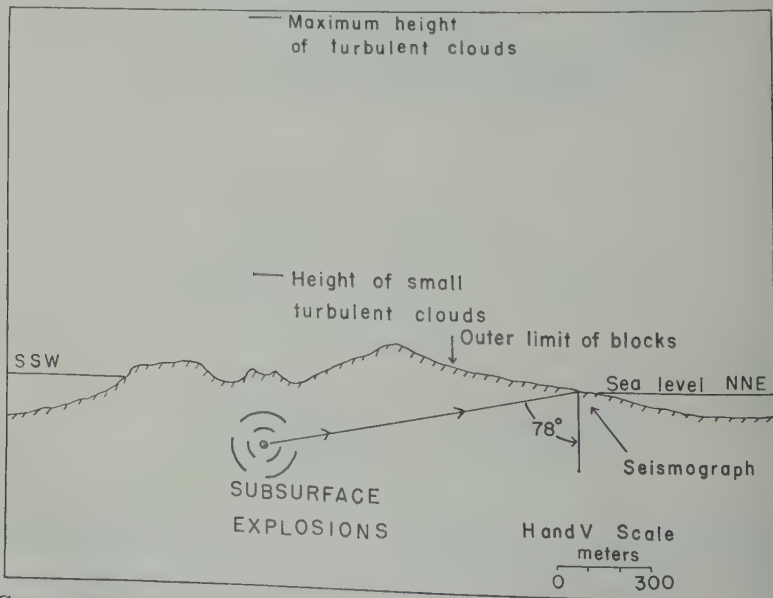 Maximum height
of turbulent clouds
Height of small
turbulent clouds
Outer limit of blocks
SSW
Sea level NNE
78°
Seismograph
SUBSURFACE
EXPLOSIONS
H and V Scale
meters
0 300